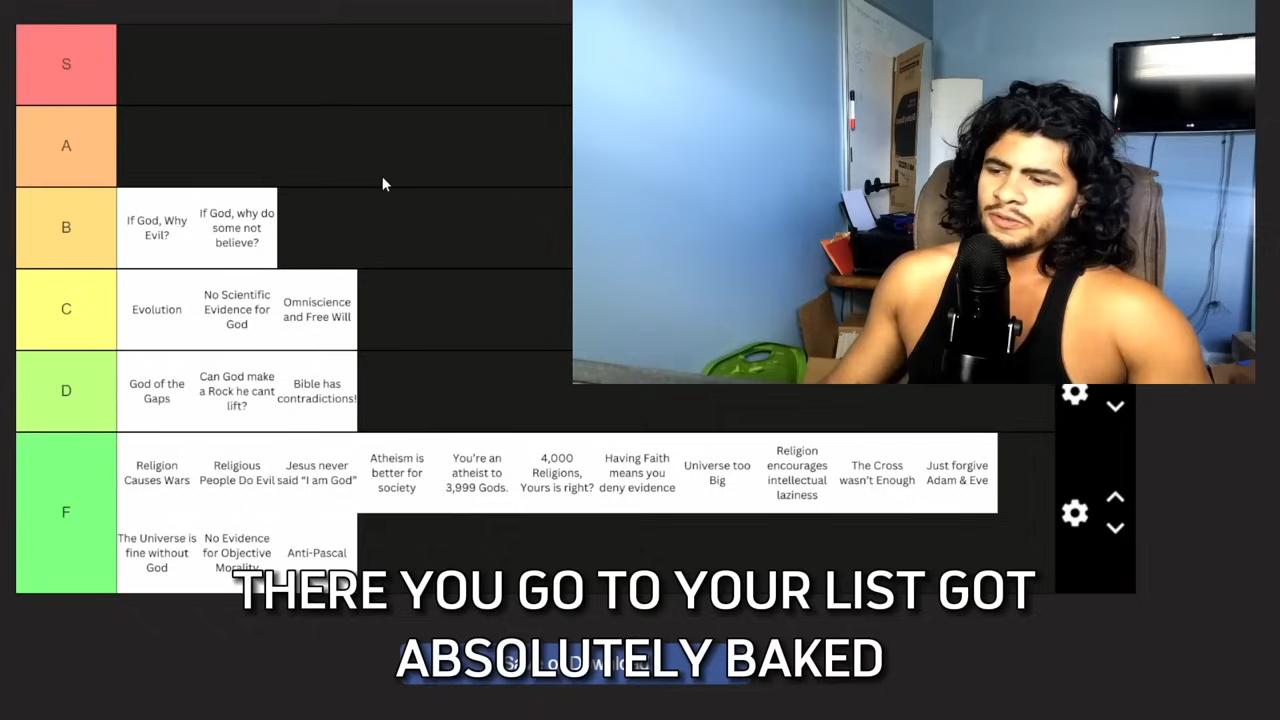 S
A
B
If God, Why
Evil?
If God, why do
some not
believe?
C
Evolution
No Scientific
Evidence for
God
Omniscience
and Free Will
D
God of the
Gaps
Can God make
a Rock he cant
lift?
Bible has
contradictions!
F
Religion
Causes Wars
Religious
People Do Evil
Jesus never
said “I am God”
Atheism is
better for
society
You're an
atheist to
3,999 Gods.
4,000
Religions,
Yours is right?
Having Faith
means you
deny evidence
Universe too
Big
Religion
encourages
intellectual
laziness
The Cross
wasn't Enough
Just forgive
Adam & Eve
The Universe is
fine without
God
No Evidence
for Objective
Morality
Anti-Pascal
THERE YOU GO TO YOUR LIST GOT
ABSOLUTELY BAKED